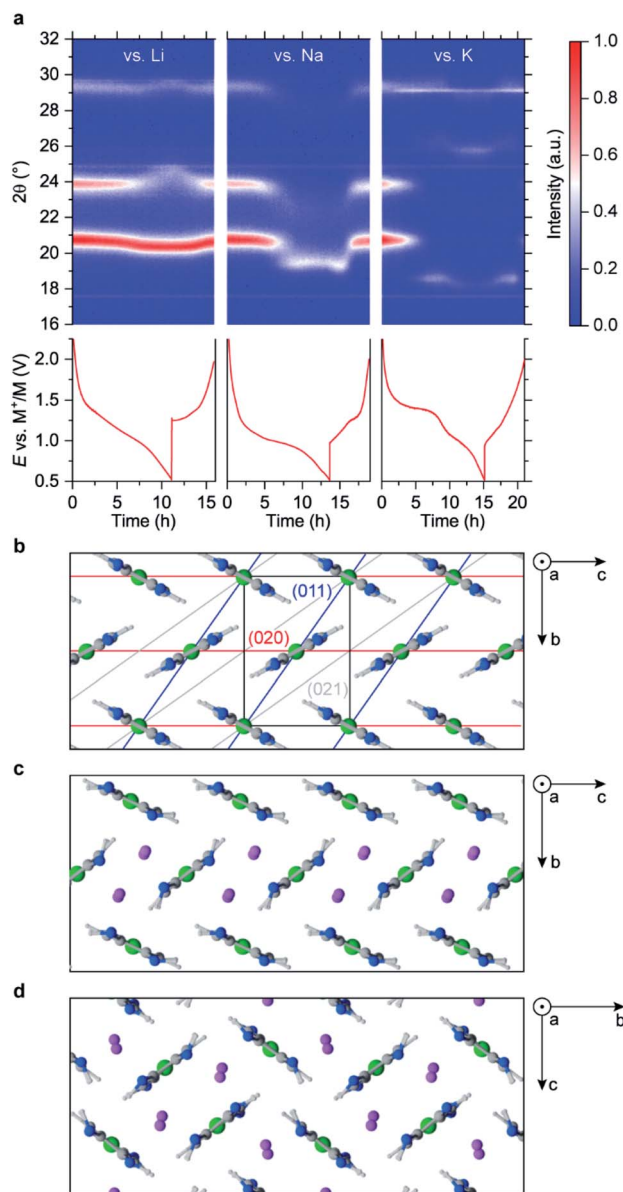 a
vs. Li vs. Na vs. K
32
30
28
26
24
22
20
18
16
2θ (°)
1.0
0.8
0.6
0.4
0.2
0.0
Intensity (a.u.)
2.0
1.5
1.0
0.5
E vs. M⁺/M (V)
0 5 10 15 0 5 10 15 0 5 10 15 20
Time (h) Time (h) Time (h)
b
(011)
(020)
(021)
a c
b
c
a c
b
d
a b
c